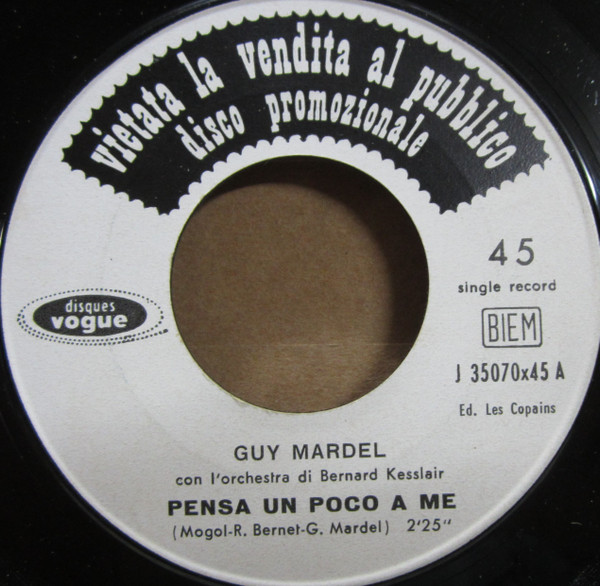 vietata la vendita al pubblico
disco promozionale
45
single record
disques
vogue
BIEM
J 35070x45 A
Ed. Les Copains
GUY MARDEL
con l'orchestra di Bernard Kesslair
PENSA UN POCO A ME
(Mogol-R. Bernet-G. Mardel) 2'25"